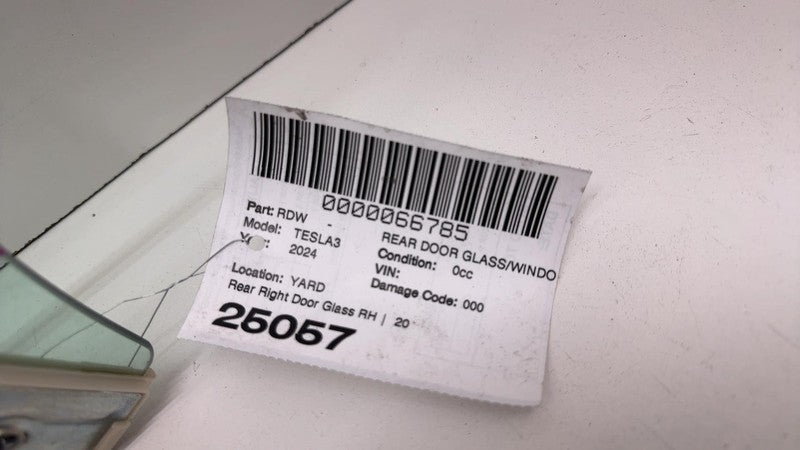 0000066785
Part: RDW - REAR DOOR GLASS/WINDO
Model: TESLA3 Condition: 0cc
2024 VIN:
Damage Code: 000
Location: YARD
Rear Right Door Glass RH | 20
25057